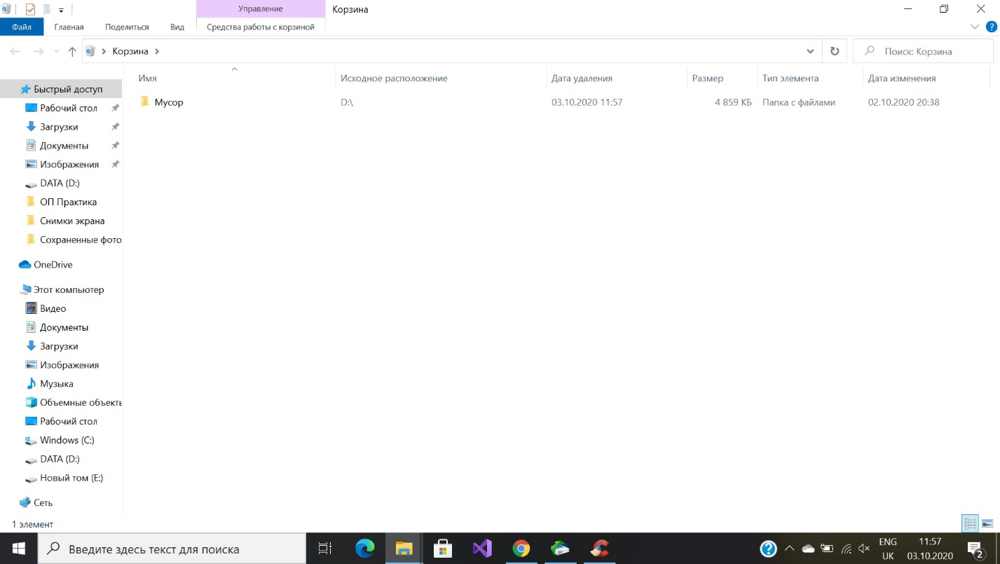 Управление Корзина
Файл Главная Поделиться Вид Средства работы с корзиной ?
Корзина Поиск: Корзина
Имя Исходное расположение Дата удаления Размер Тип элемента Дата изменения
Мусор D:\ 03.10.2020 11:57 4 859 КБ Папка с файлами 02.10.2020 20:38
Быстрый доступ
Рабочий стол
Загрузки
Документы
Изображения
DATA (D:)
ОП Практика
Снимки экрана
Сохраненные фото
OneDrive
Этот компьютер
Видео
Документы
Загрузки
Изображения
Музыка
Объемные объекть
Рабочий стол
Windows (C:)
DATA (D:)
Новый том (E:)
Сеть
1 элемент
Введите здесь текст для поиска ? ENG 11:57
UK 03.10.2020 2